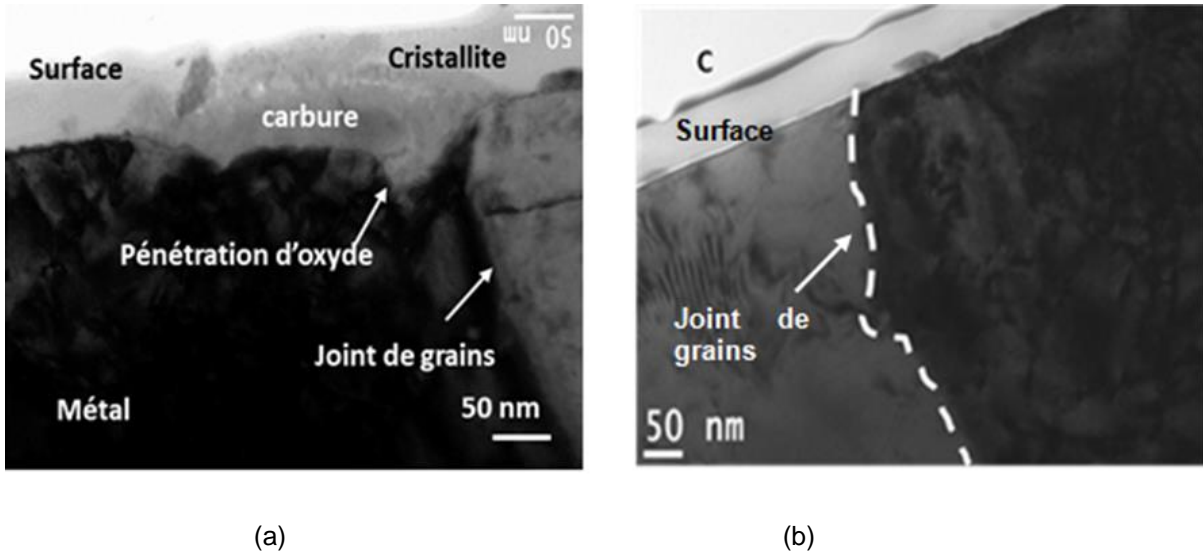 50 nm
Surface
Cristallite
carbure
Pénétration d'oxyde
Joint de grains
Métal
50 nm
C
Surface
Joint de
grains
50 nm
(a)
(b)